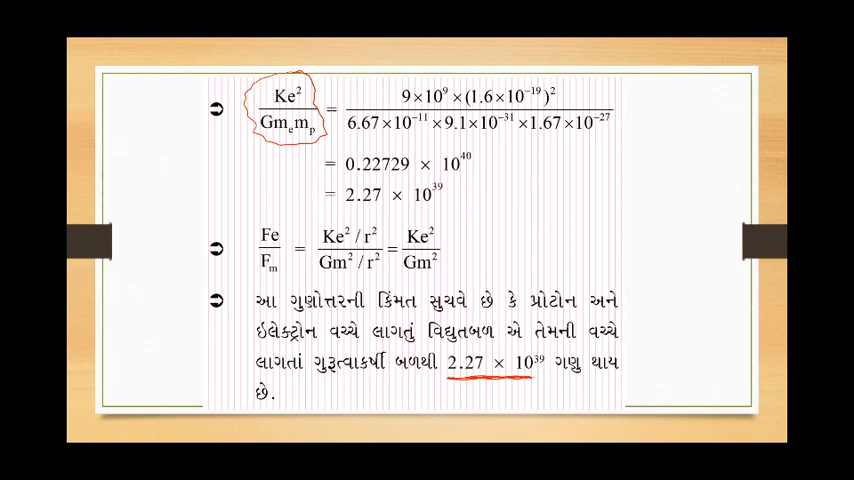 ➲ Ke²/Gmₑmₚ = 9×10⁹×(1.6×10⁻¹⁹)²/6.67×10⁻¹¹×9.1×10⁻³¹×1.67×10⁻²⁷
= 0.22729 × 10⁴⁰
= 2.27 × 10³⁹
➲ Fe/Fₘ = Ke²/r²/Gm²/r² = Ke²/Gm²
➲ આ ગુણોત્તરની કિંમત સુચવે છે કે પ્રોટોન અને
ઇલેક્ટ્રોન વચ્ચે લાગતું વિદ્યુતબળ એ તેમની વચ્ચે
લાગતાં ગુરૂત્વાકર્ષી બળથી 2.27 × 10³⁹ ગણુ થાય
છે.